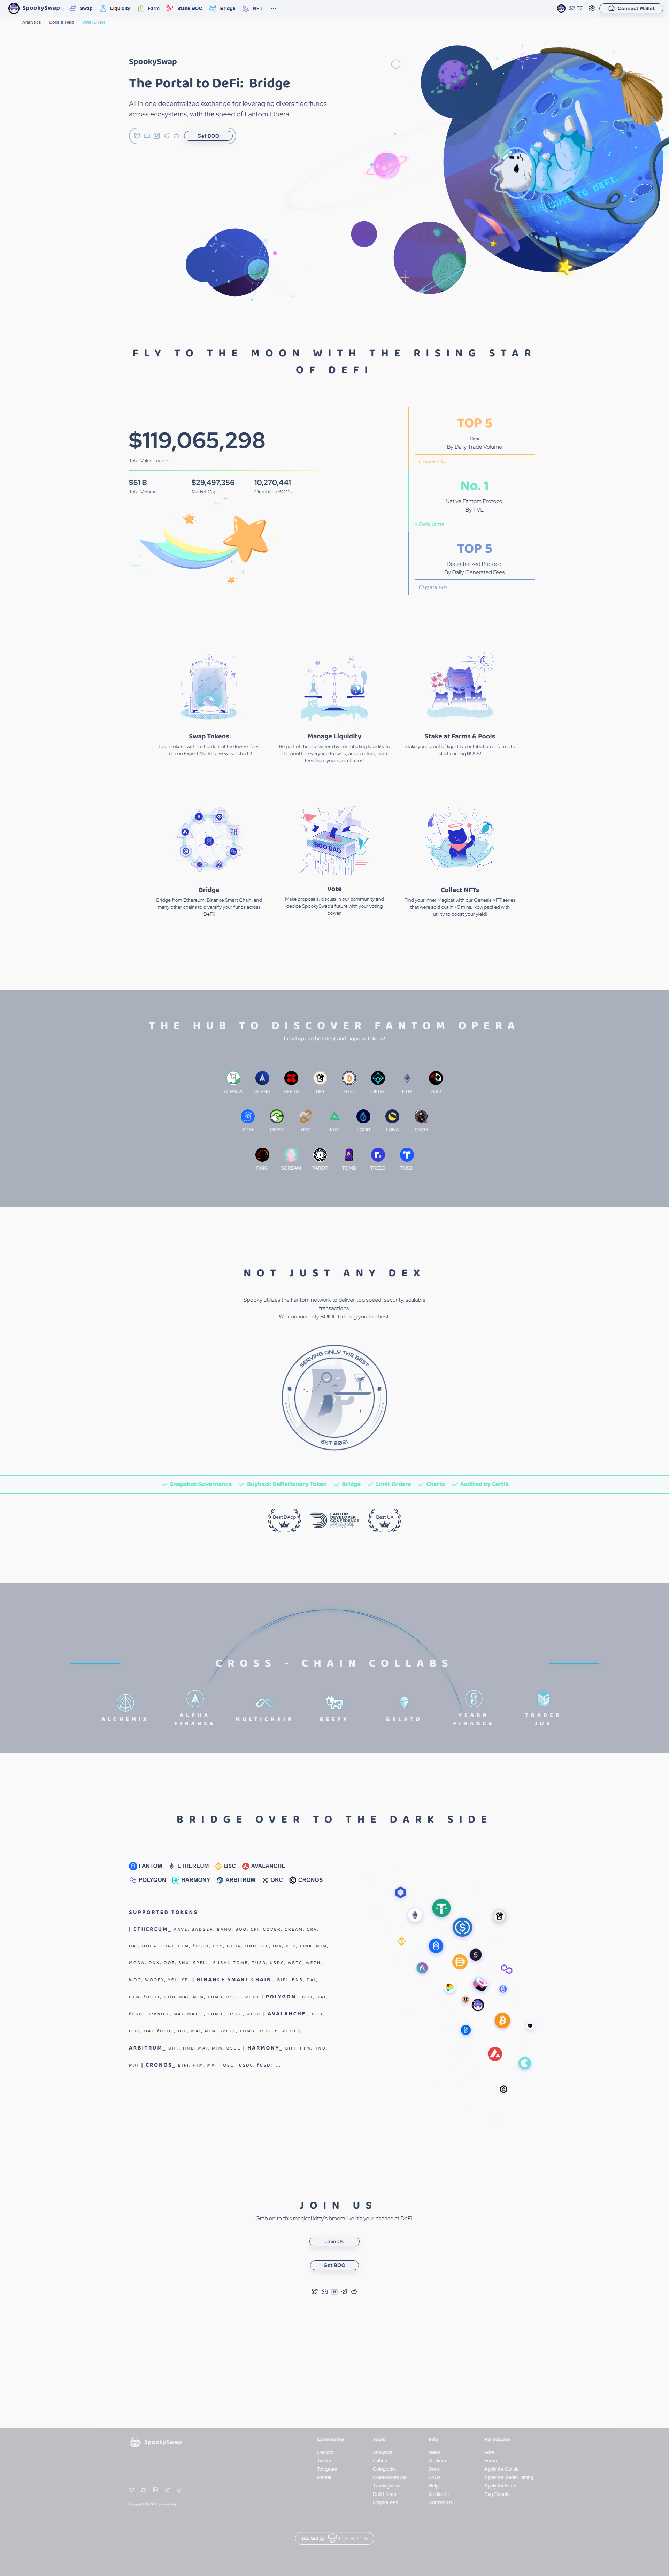 SpookySwap
Swap
Liquidity
Farm
Stake BOO
Bridge
NFT
$2.87
Connect Wallet
Analytics
Docs & Help
SpookySwap
The Portal to DeFi: Bridge
All in one decentralized exchange for leveraging diversified funds
across ecosystems, with the speed of Fantom Opera
Get BOO
WELCOME TO DEFI
FLY TO THE MOON WITH THE RISING STAR
OF DEFI
$119,065,298
Total Value Locked
$61 B
Total Volume
$29,497,356
Market Cap
10,270,441
Circulating BOOs
TOP 5
Dex
By Daily Trade Volume
- CoinGecko
No. 1
Native Fantom Protocol
By TVL
- DefiLlama
TOP 5
Decentralized Protocol
By Daily Generated Fees
- CryptoFees
Swap Tokens
Trade tokens with limit orders at the lowest fees.
Turn on Expert Mode to view live charts!
Manage Liquidity
Be part of the ecosystem by contributing liquidity to
the pool for everyone to swap, and in return, earn
fees from your contribution!
Stake at Farms & Pools
Stake your proof of liquidity contribution at farms to
start earning BOOs!
BOO DAO
Bridge
Bridge from Ethereum, Binance Smart Chain, and
many other chains to diversify your funds across
DeFi!
Vote
Make proposals, discuss in our community and
decide SpookySwap's future with your voting
power.
Collect NFTs
Find your inner Magicat with our Genesis NFT series
that were sold out in <5 mins. Now packed with
utility to boost your yield!
THE HUB TO DISCOVER FANTOM OPERA
Load up on the latest and popular tokens!
ALPACA
ALPHA
BEETS
BIFI
BTC
DEUS
ETH
FOO
FTM
GEIST
HEC
KAE
LQDR
LUNA
OATH
RING
SCREAM
TAROT
TOMB
TREEB
TUSD
NOT JUST ANY DEX
Spooky utilizes the Fantom network to deliver top speed, security, scalable
transactions.
We continuously BUIDL to bring you the best.
SERVING ONLY THE BEST
EST 2021
Snapshot Governance
Buyback Deflationary Token
Bridge
Limit Orders
Charts
Audited by Certik
Best DApp
FANTOM
DEVELOPER
CONFERENCE
Best UX
CROSS - CHAIN COLLABS
ALCHEMIX
ALPHA
FINANCE
MULTICHAIN
BEEFY
GELATO
YEARN
FINANCE
TRADER
JOE
BRIDGE OVER TO THE DARK SIDE
FANTOM
ETHEREUM
BSC
AVALANCHE
POLYGON
HARMONY
ARBITRUM
OKC
CRONOS
SUPPORTED TOKENS
| ETHEREUM_ AAVE, BADGER, BAND, BOO, CFI, COVER, CREAM, CRV,
DAI, DOLA, FONT, FTM, FUSDT, FXS, GTON, HND, ICE, INV, KEK, LINK, MIM,
MODA, ONX, OOE, SNX, SPELL, SUSHI, TOMB, TUSD, USDC, wBTC, wETH,
WOO, WOOFY, YEL, YFI | BINANCE SMART CHAIN_ BIFI, BNB, DAI,
FTM, FUSDT, JulD, MAI, MIM, TOMB, USDC, wETH | POLYGON_ BIFI, DAI,
FUSDT, IronICE, MAI, MATIC, TOMB , USDC, wETH | AVALANCHE_ BIFI,
BOO, DAI, fUSDT, JOE, MAI, MIM, SPELL, TOMB, USDC.e, wETH |
ARBITRUM_ BIFI, HND, MAI, MIM, USDC | HARMONY_ BIFI, FTM, HND,
MAI | CRONOS_ BIFI, FTM, MAI | OEC_ USDC, fUSDT ...
JOIN US
Grab on to this magical kitty's broom like it's your chance at DeFi.
Join Us
Get BOO
SpookySwap
Community
Discord
Twitter
Telegram
Reddit
Tools
Analytics
Github
Coingecko
CoinMarketCap
TradingView
Defi Llama
CryptoFees
Info
News
Medium
Docs
FAQs
Help
Media Kit
Contact Us
Participate
Vote
Forum
Apply for Collab
Apply for Token Listing
Apply for Farm
Bug Bounty
Copyright © 2022 SpookySwap
audited by CERTIK